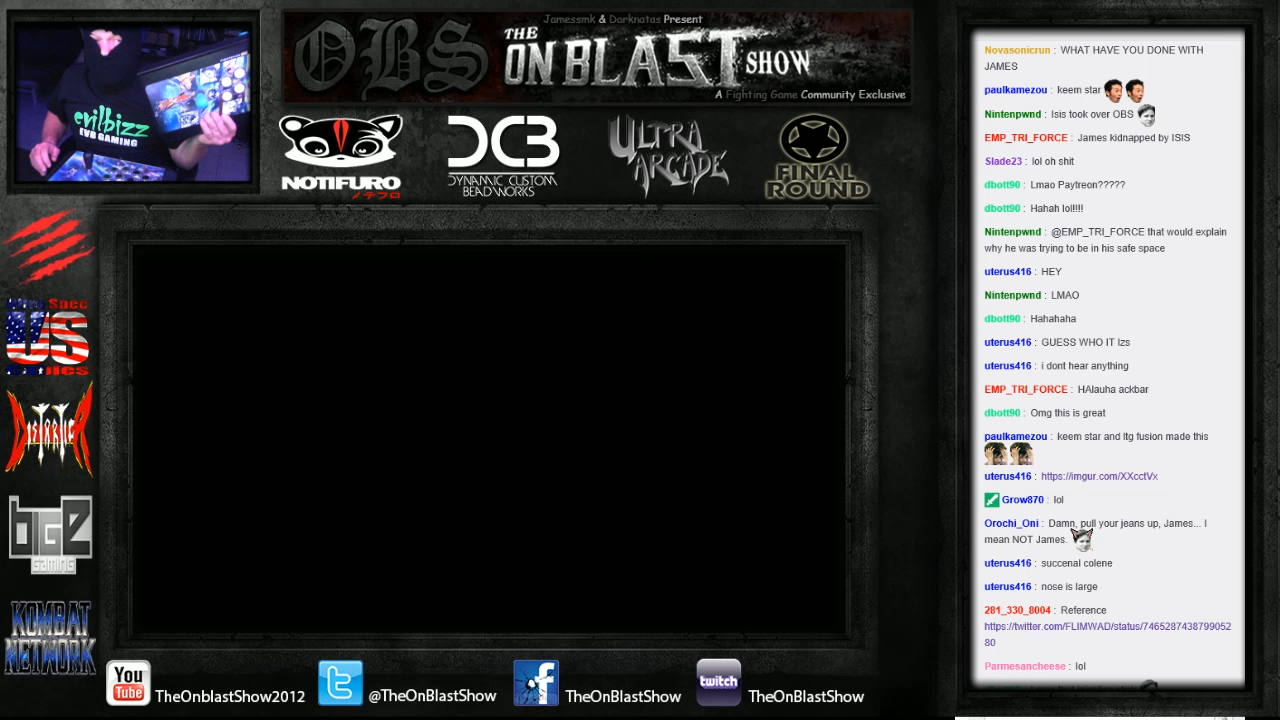 Jamessmk & Darknatas Present
OBS
THE
ON BLAST SHOW
A Fighting Game Community Exclusive
evilbizz
EVB GAMING
NOTIFURO
ノテフロ
DCB
DYNAMIC CUSTOM
BEADWORKS
ULTRA
ARCADE
FINAL
ROUND
US
BIGE
GAMING
KOMBAT
NETWORK
You
Tube
TheOnblastShow2012
@TheOnBlastShow
TheOnBlastShow
twitch
TheOnBlastShow
Novasonicrun : WHAT HAVE YOU DONE WITH
JAMES
paulkamezou : keem star
Nintenpwnd : Isis took over OBS
EMP_TRI_FORCE : James kidnapped by ISIS
Slade23 : lol oh shit
dbott90 : Lmao Paytreon?????
dbott90 : Hahah lol!!!!
Nintenpwnd : @EMP_TRI_FORCE that would explain
why he was trying to be in his safe space
uterus416 : HEY
Nintenpwnd : LMAO
dbott90 : Hahahaha
uterus416 : GUESS WHO IT Izs
uterus416 : i dont hear anything
EMP_TRI_FORCE : HAlauha ackbar
dbott90 : Omg this is great
paulkamezou : keem star and ltg fusion made this
uterus416 : https://imgur.com/XXcctVx
Grow870 : lol
Orochi_Oni : Damn, pull your jeans up, James... I
mean NOT James.
uterus416 : succenal colene
uterus416 : nose is large
281_330_8004 : Reference
https://twitter.com/FLIMWAD/status/7465287438799052
80
Parmesancheese : lol